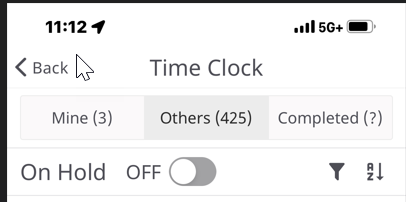 11:12 5G+
Back Time Clock
Mine (3) Others (425) Completed (?)
On Hold OFF A Z